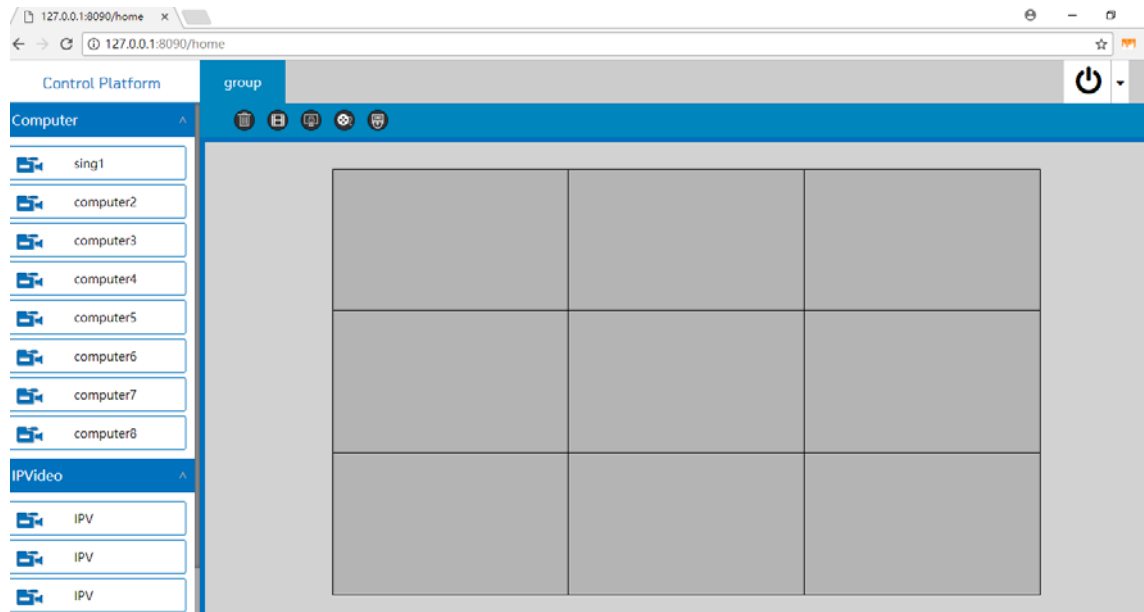 127.0.0.1:8090/home
127.0.0.1:8090/home
Control Platform
group
Computer
sing1
computer2
computer3
computer4
computer5
computer6
computer7
computer8
IPVideo
IPV
IPV
IPV